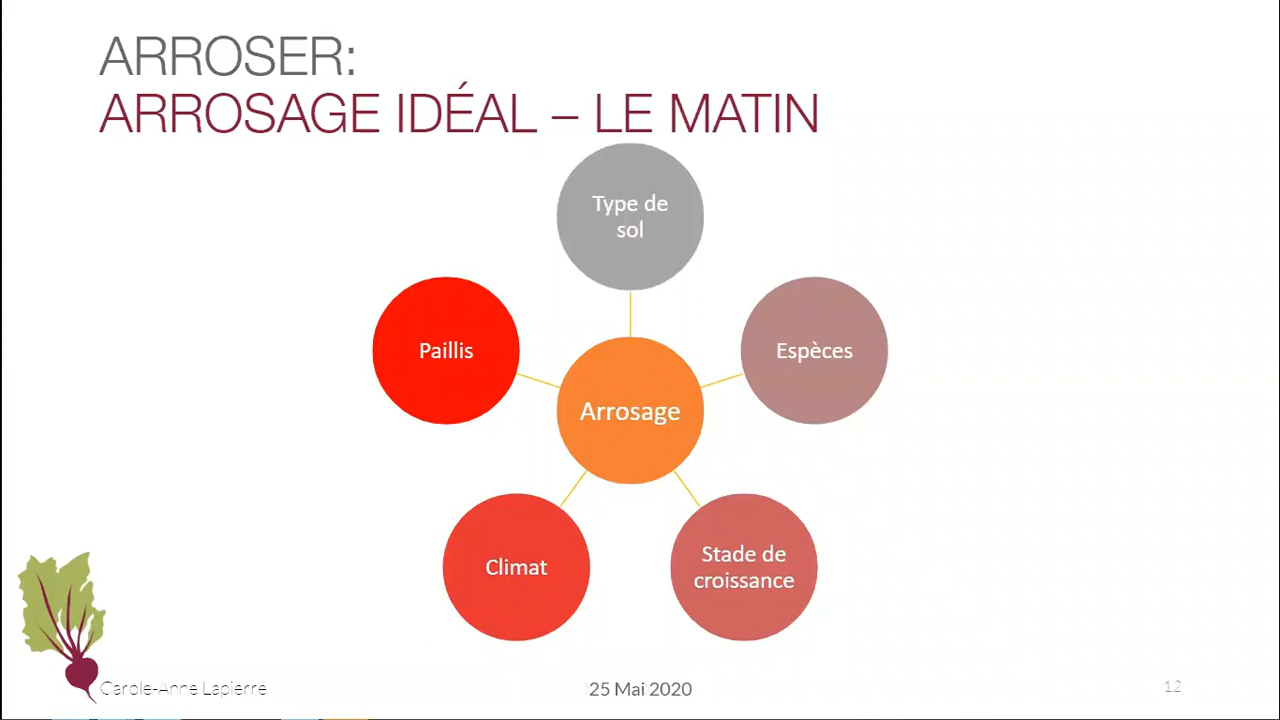 ARROSER:
ARROSAGE IDÉAL – LE MATIN
Type de
sol
Paillis
Espèces
Arrosage
Climat
Stade de
croissance
Carole-Anne Lapierre
25 Mai 2020
12